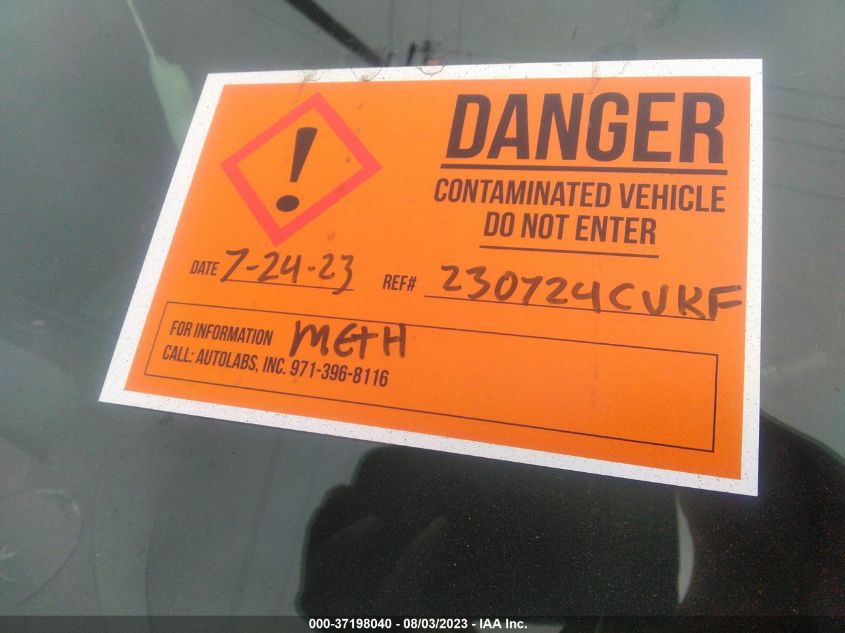 !
DANGER
CONTAMINATED VEHICLE
DO NOT ENTER
DATE 7-24-23 REF# 230724CVKF
FOR INFORMATION METH
CALL: AUTOLABS, INC. 971-396-8116
000-37198040 - 08/03/2023 - IAA Inc.